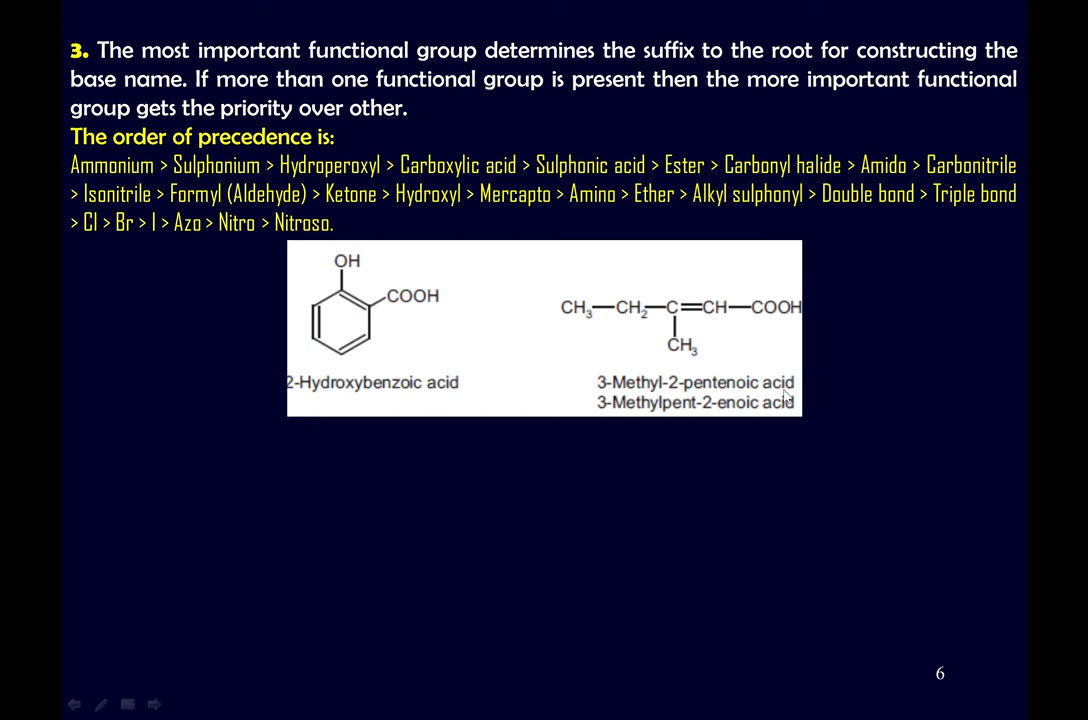 3. The most important functional group determines the suffix to the root for constructing the
base name. If more than one functional group is present then the more important functional
group gets the priority over other.
The order of precedence is:
Ammonium > Sulphonium > Hydroperoxyl > Carboxylic acid > Sulphonic acid > Ester > Carbonyl halide > Amido > Carbonitrile
> Isonitrile > Formyl (Aldehyde) > Ketone > Hydroxyl > Mercapto > Amino > Ether > Alkyl sulphonyl > Double bond > Triple bond
> Cl > Br > I > Azo > Nitro > Nitroso.
OH
COOH
CH3—CH2—C=CH—COOH
CH3
2-Hydroxybenzoic acid
3-Methyl-2-pentenoic acid
3-Methylpent-2-enoic acid
6